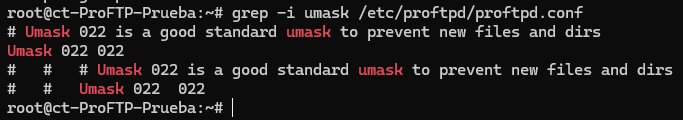 root@ct-ProFTP-Prueba:~# grep -i umask /etc/proftpd/proftpd.conf
# Umask 022 is a good standard umask to prevent new files and dirs
Umask 022 022
#   #   # Umask 022 is a good standard umask to prevent new files and dirs
#   #   Umask 022  022
root@ct-ProFTP-Prueba:~#